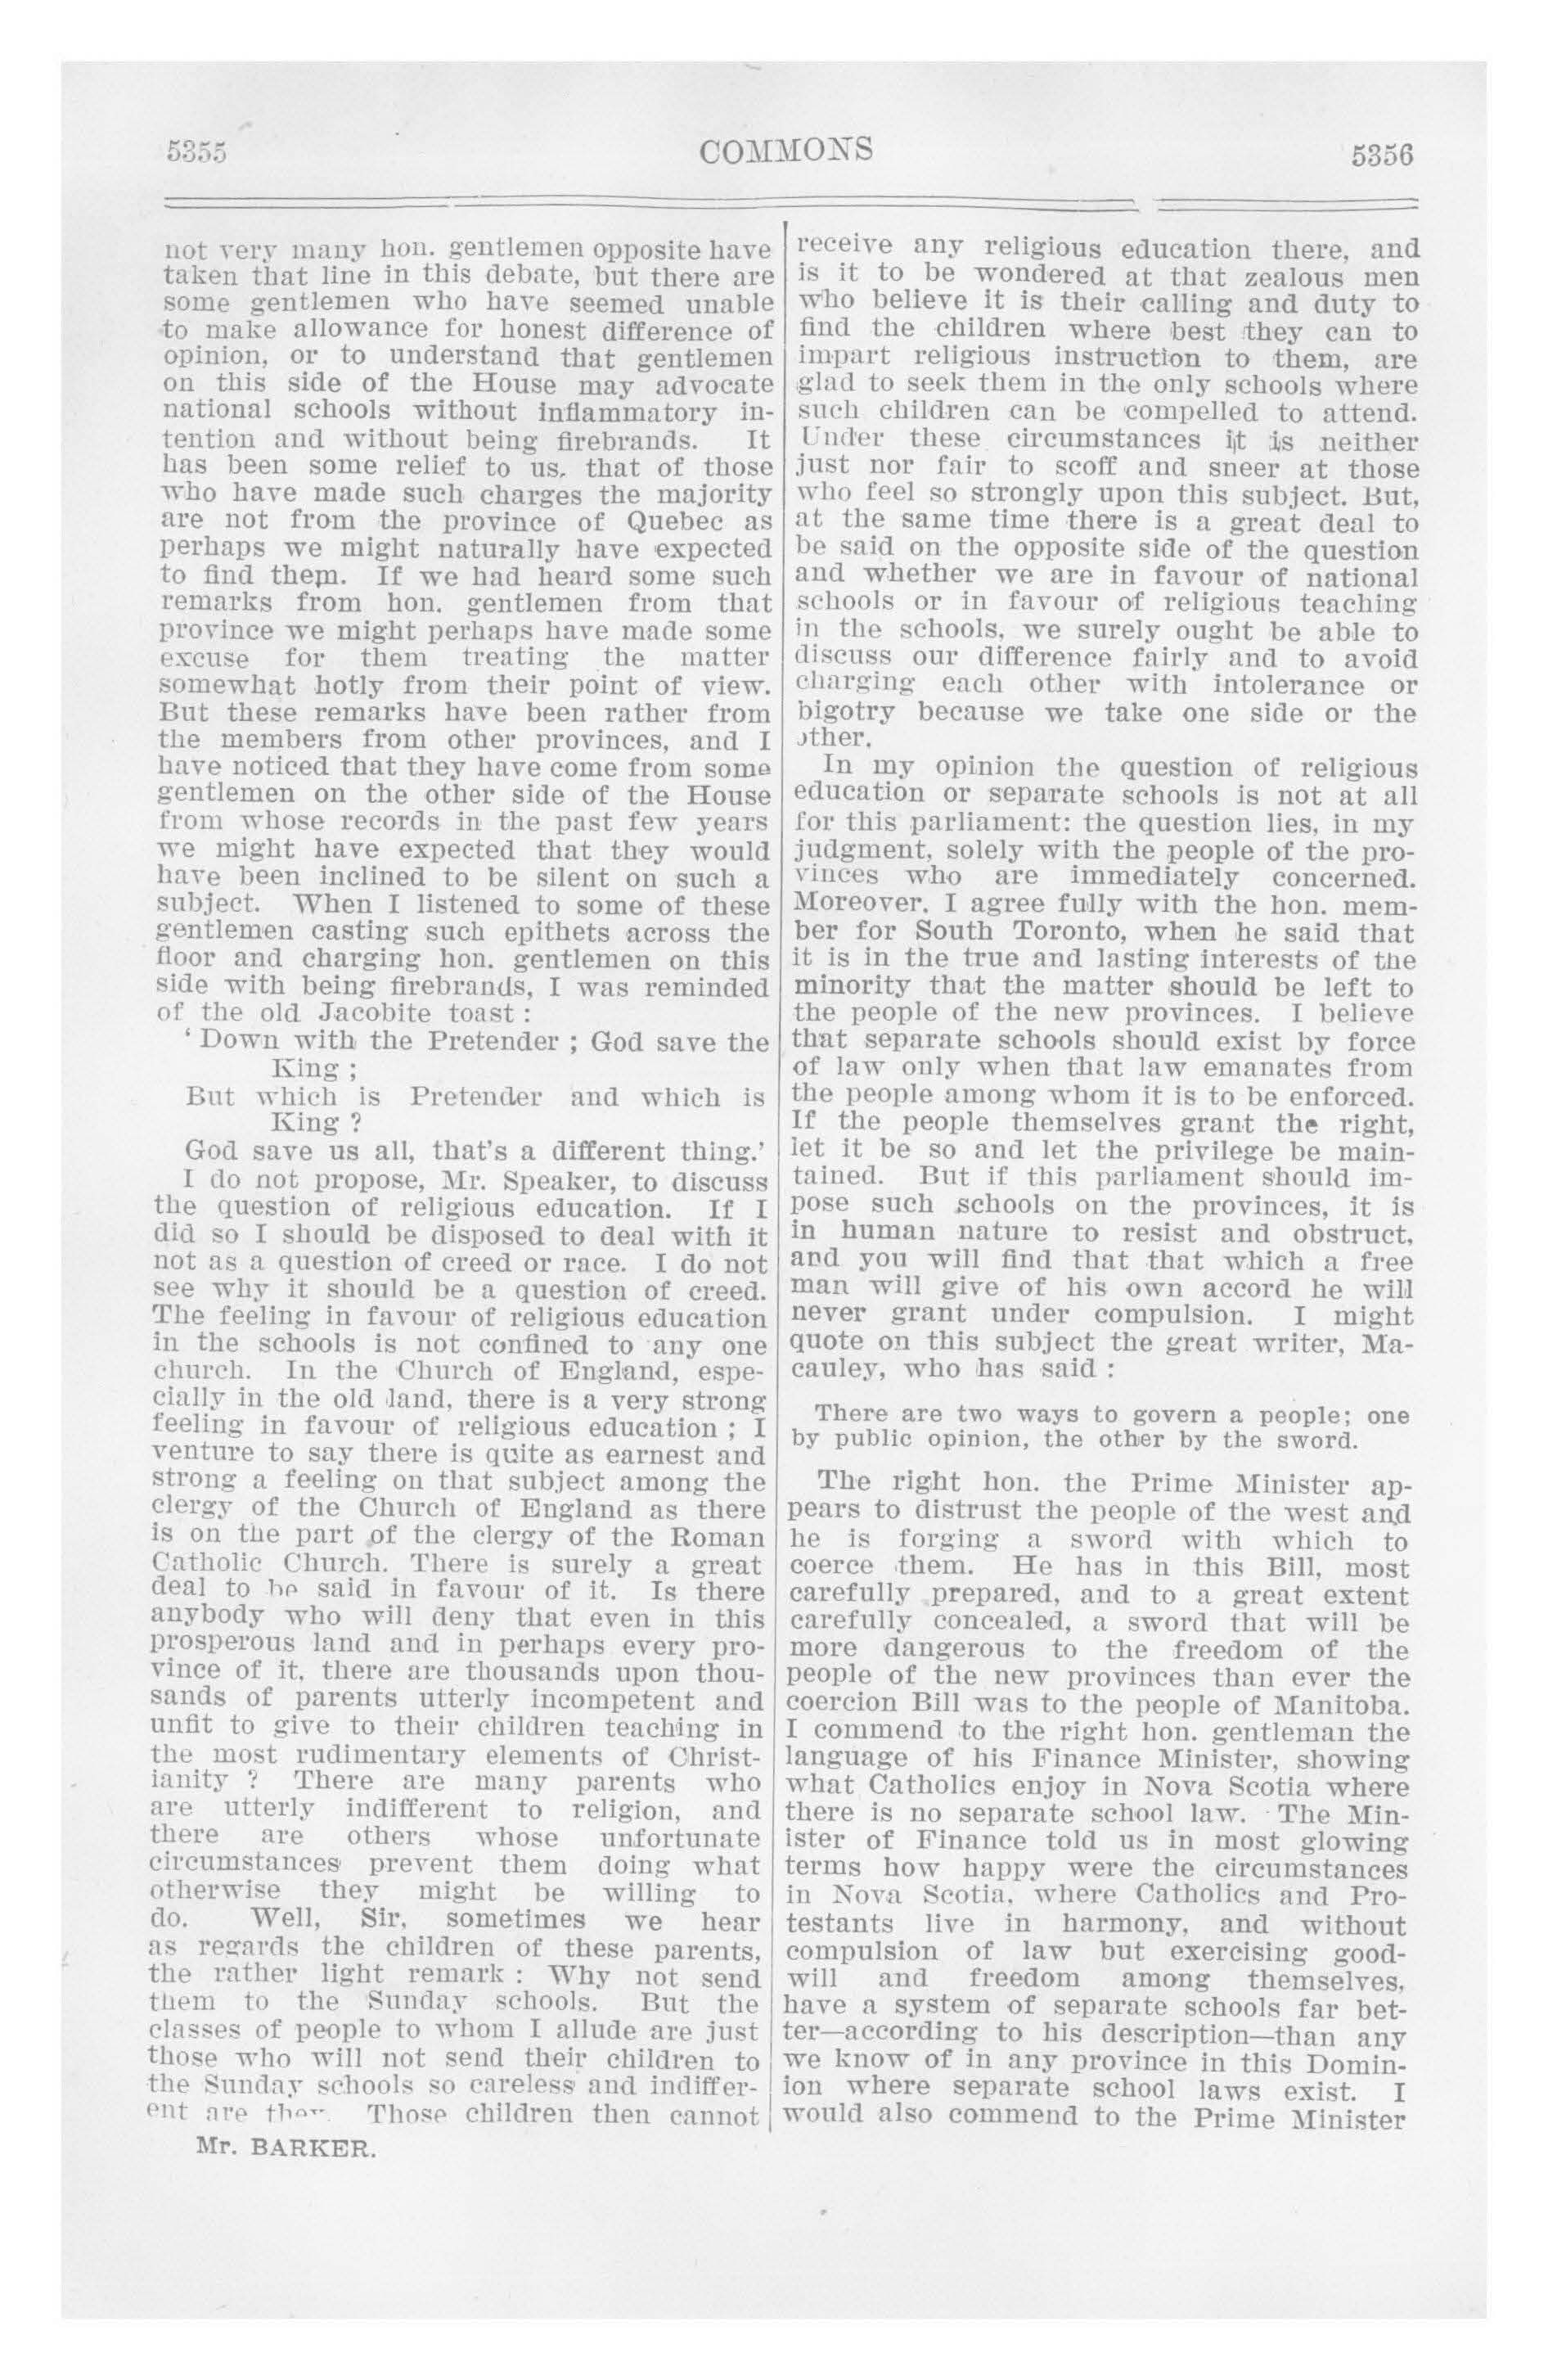 5355
COMMONS
5356
not very many hon. gentlemen opposite have
taken that line in this debate, but there are
some gentlemen who have seemed unable
to make allowance for honest difference of
opinion, or to understand that gentlemen
on this side of the House may advocate
national schools without inflammatory in-
tention and without being firebrands. It
has been some relief to us, that of those
who have made such charges the majority
are not from the province of Quebec as
perhaps we might naturally have expected
to find them. If we had heard some such
remarks from hon. gentlemen from that
province we might perhaps have made some
excuse for them treating the matter
somewhat hotly from their point of view.
But these remarks have been rather from
the members from other provinces, and I
have noticed that they have come from some
gentlemen on the other side of the House
from whose records in the past few years
we might have expected that they would
have been inclined to be silent on such a
subject. When I listened to some of these
gentlemen casting such epithets across the
floor and charging hon. gentlemen on this
side with being firebrands, I was reminded
of the old Jacobite toast :
‘ Down with the Pretender ; God save the
King ;
But which is Pretender and which is
King ?
God save us all, that's a different thing.’
I do not propose, Mr. Speaker, to discuss
the question of religious education. If I
did so I should be disposed to deal with it
not as a question of creed or race. I do not
see why it should be a question of creed.
The feeling in favour of religious education
in the schools is not confined to any one
church. In the Church of England, espe-
cially in the old land, there is a very strong
feeling in favour of religious education ; I
venture to say there is quite as earnest and
strong a feeling on that subject among the
clergy of the Church of England as there
is on the part of the clergy of the Roman
Catholic Church. There is surely a great
deal to be said in favour of it. Is there
anybody who will deny that even in this
prosperous land and in perhaps every pro-
vince of it, there are thousands upon thou-
sands of parents utterly incompetent and
unfit to give to their children teaching in
the most rudimentary elements of Christ-
ianity ? There are many parents who
are utterly indifferent to religion, and
there are others whose unfortunate
circumstances prevent them doing what
otherwise they might be willing to
do. Well, Sir, sometimes we hear
as regards the children of these parents,
the rather light remark : Why not send
them to the Sunday schools. But the
classes of people to whom I allude are just
those who will not send their children to
the Sunday schools so careless and indiffer-
ent are they. Those children then cannot
Mr. BARKER.
receive any religious education there, and
is it to be wondered at that zealous men
who believe it is their calling and duty to
find the children where best they can to
impart religious instruction to them, are
glad to seek them in the only schools where
such children can be compelled to attend.
Under these circumstances it is neither
just nor fair to scoff and sneer at those
who feel so strongly upon this subject. But,
at the same time there is a great deal to
be said on the opposite side of the question
and whether we are in favour of national
schools or in favour of religious teaching
in the schools, we surely ought be able to
discuss our difference fairly and to avoid
charging each other with intolerance or
bigotry because we take one side or the
other.
In my opinion the question of religious
education or separate schools is not at all
for this parliament: the question lies, in my
judgment, solely with the people of the pro-
vinces who are immediately concerned.
Moreover, I agree fully with the hon. mem-
ber for South Toronto, when he said that
it is in the true and lasting interests of the
minority that the matter should be left to
the people of the new provinces. I believe
that separate schools should exist by force
of law only when that law emanates from
the people among whom it is to be enforced.
If the people themselves grant the right,
let it be so and let the privilege be main-
tained. But if this parliament should im-
pose such schools on the provinces, it is
in human nature to resist and obstruct,
and you will find that that which a free
man will give of his own accord he will
never grant under compulsion. I might
quote on this subject the great writer, Ma-
cauley, who has said :
There are two ways to govern a people; one
by public opinion, the other by the sword.
The right hon. the Prime Minister ap-
pears to distrust the people of the west and
he is forging a sword with which to
coerce them. He has in this Bill, most
carefully prepared, and to a great extent
carefully concealed, a sword that will be
more dangerous to the freedom of the
people of the new provinces than ever the
coercion Bill was to the people of Manitoba.
I commend to the right hon. gentleman the
language of his Finance Minister, showing
what Catholics enjoy in Nova Scotia where
there is no separate school law. The Min-
ister of Finance told us in most glowing
terms how happy were the circumstances
in Nova Scotia, where Catholics and Pro-
testants live in harmony, and without
compulsion of law but exercising good-
will and freedom among themselves,
have a system of separate schools far bet-
ter—according to his description—than any
we know of in any province in this Domin-
ion where separate school laws exist. I
would also commend to the Prime Minister